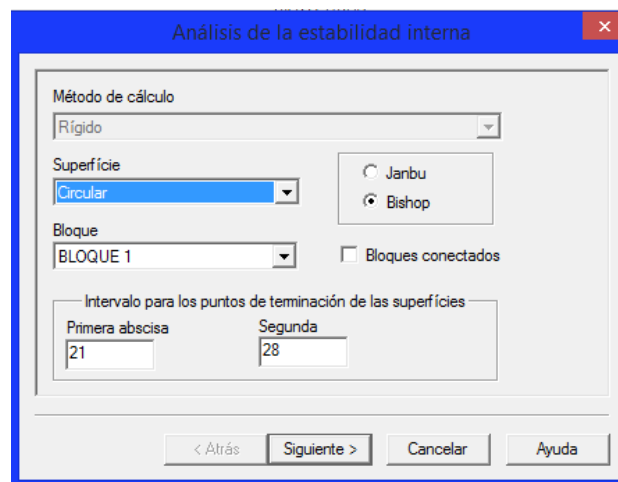 Análisis de la estabilidad interna
Método de cálculo
Rígido
Superfície
Circular
Janbu
Bishop
Bloque
BLOQUE 1
Bloques conectados
Intervalo para los puntos de terminación de las superfícies
Primera abscisa
Segunda
21
28
< Atrás
Siguiente >
Cancelar
Ayuda